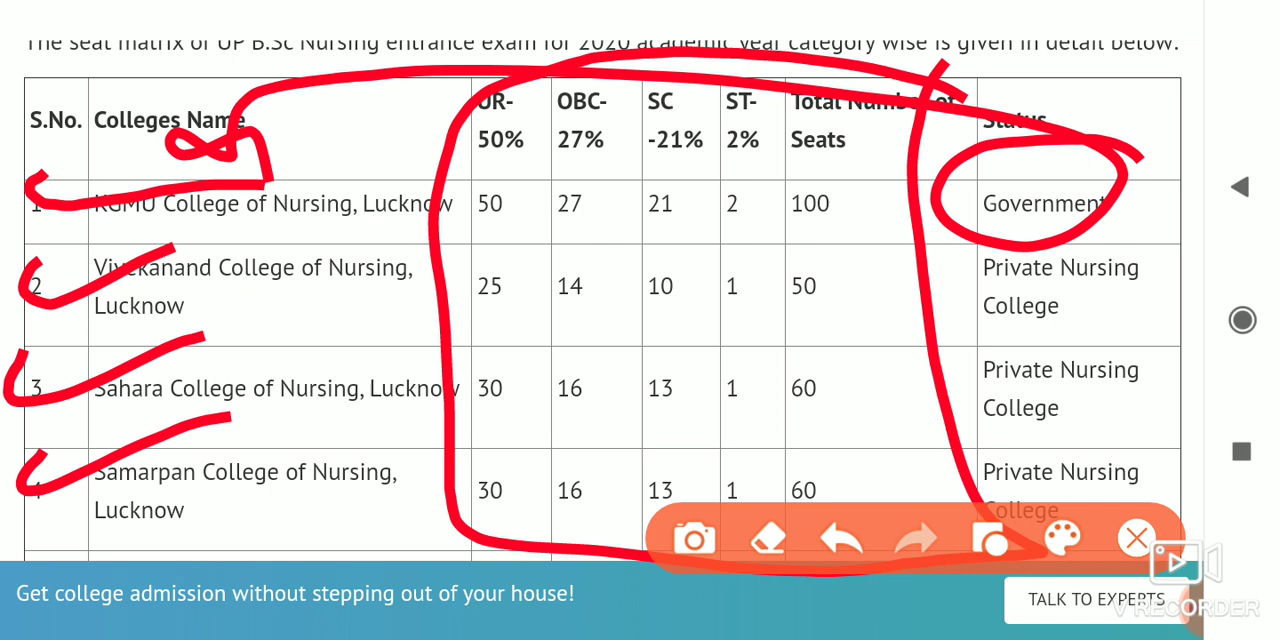 The seat matrix of UP B.Sc Nursing entrance exam for 2020 academic year category wise is given in detail below:
S.No. Colleges Name UR-50% OBC-27% SC -21% ST-2% Total Number of Seats Status
1 KGMU College of Nursing, Lucknow 50 27 21 2 100 Government
2 Vivekanand College of Nursing, Lucknow 25 14 10 1 50 Private Nursing College
3 Sahara College of Nursing, Lucknow 30 16 13 1 60 Private Nursing College
4 Samarpan College of Nursing, Lucknow 30 16 13 1 60 Private Nursing College
Get college admission without stepping out of your house!
TALK TO EXPERTS
V RECORDER